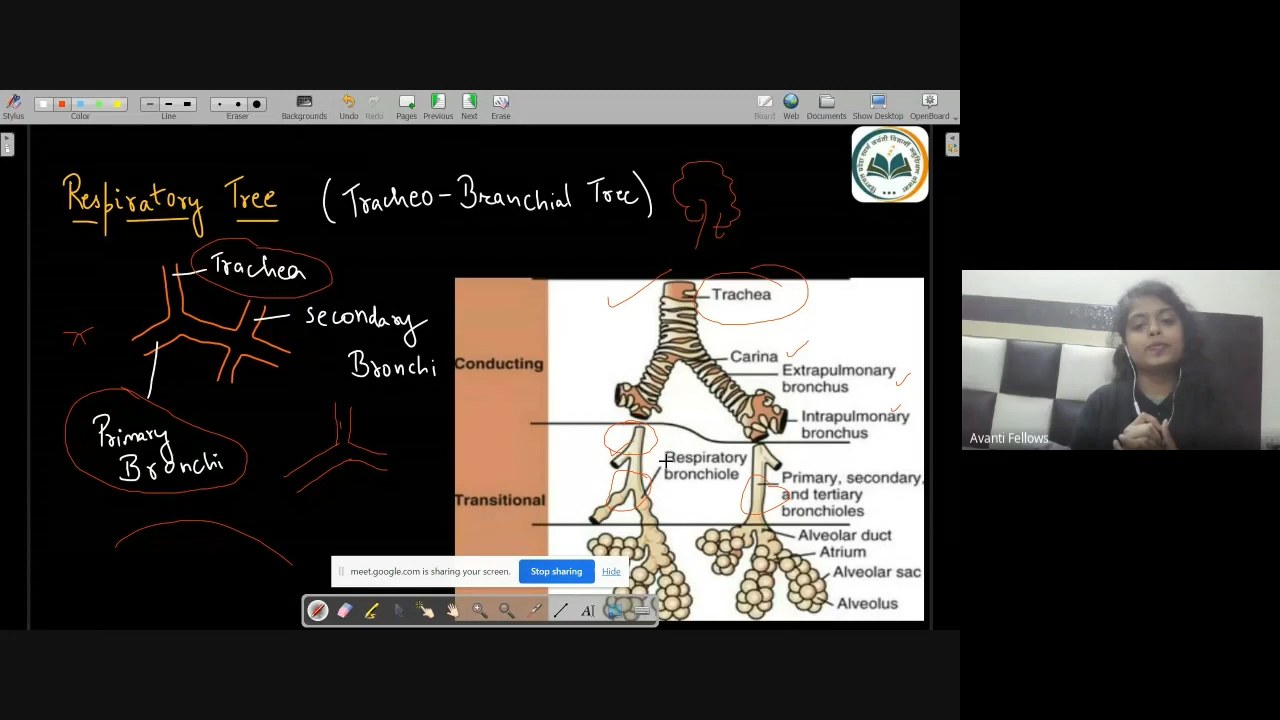 Stylus
Color
Line
Eraser
Backgrounds
Undo
Redo
Pages
Previous
Next
Erase
Board
Web
Documents
Show Desktop
OpenBoard
Respiratory Tree (Tracheo-Branchial Tree)
Trachea
secondary
Bronchi
Primary
Bronchi
Conducting
Transitional
Trachea
Carina
Extrapulmonary
bronchus
Intrapulmonary
bronchus
Respiratory
bronchiole
Primary, secondary,
and tertiary
bronchioles
Alveolar duct
Atrium
Alveolar sac
Alveolus
meet.google.com is sharing your screen.
Stop sharing
Hide
Avanti Fellows